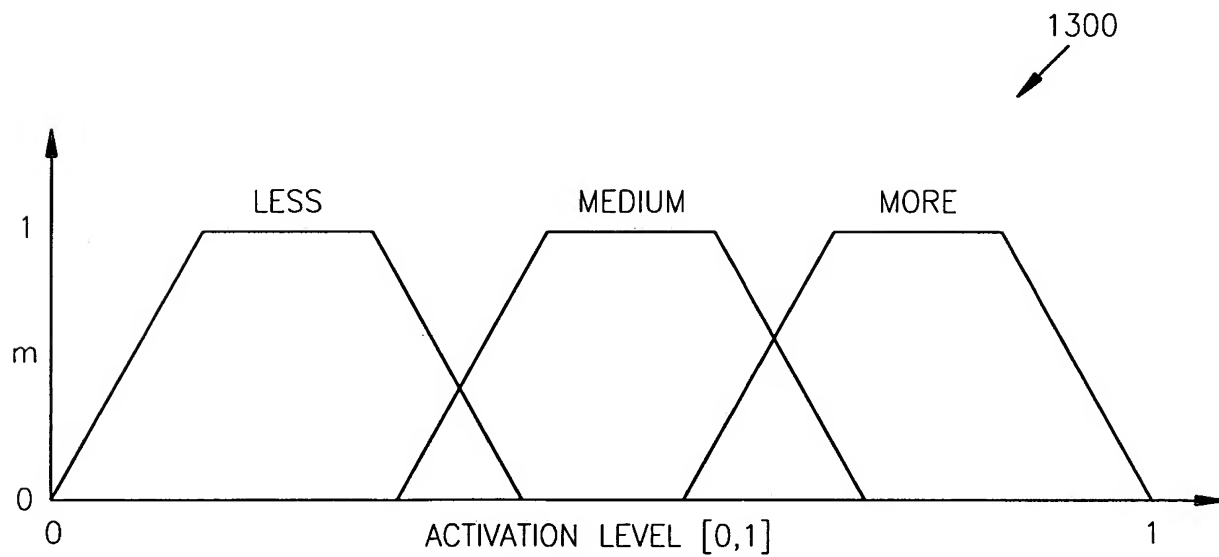 1300
LESS
MEDIUM
MORE
1
m
0
0
ACTIVATION LEVEL [0,1]
1